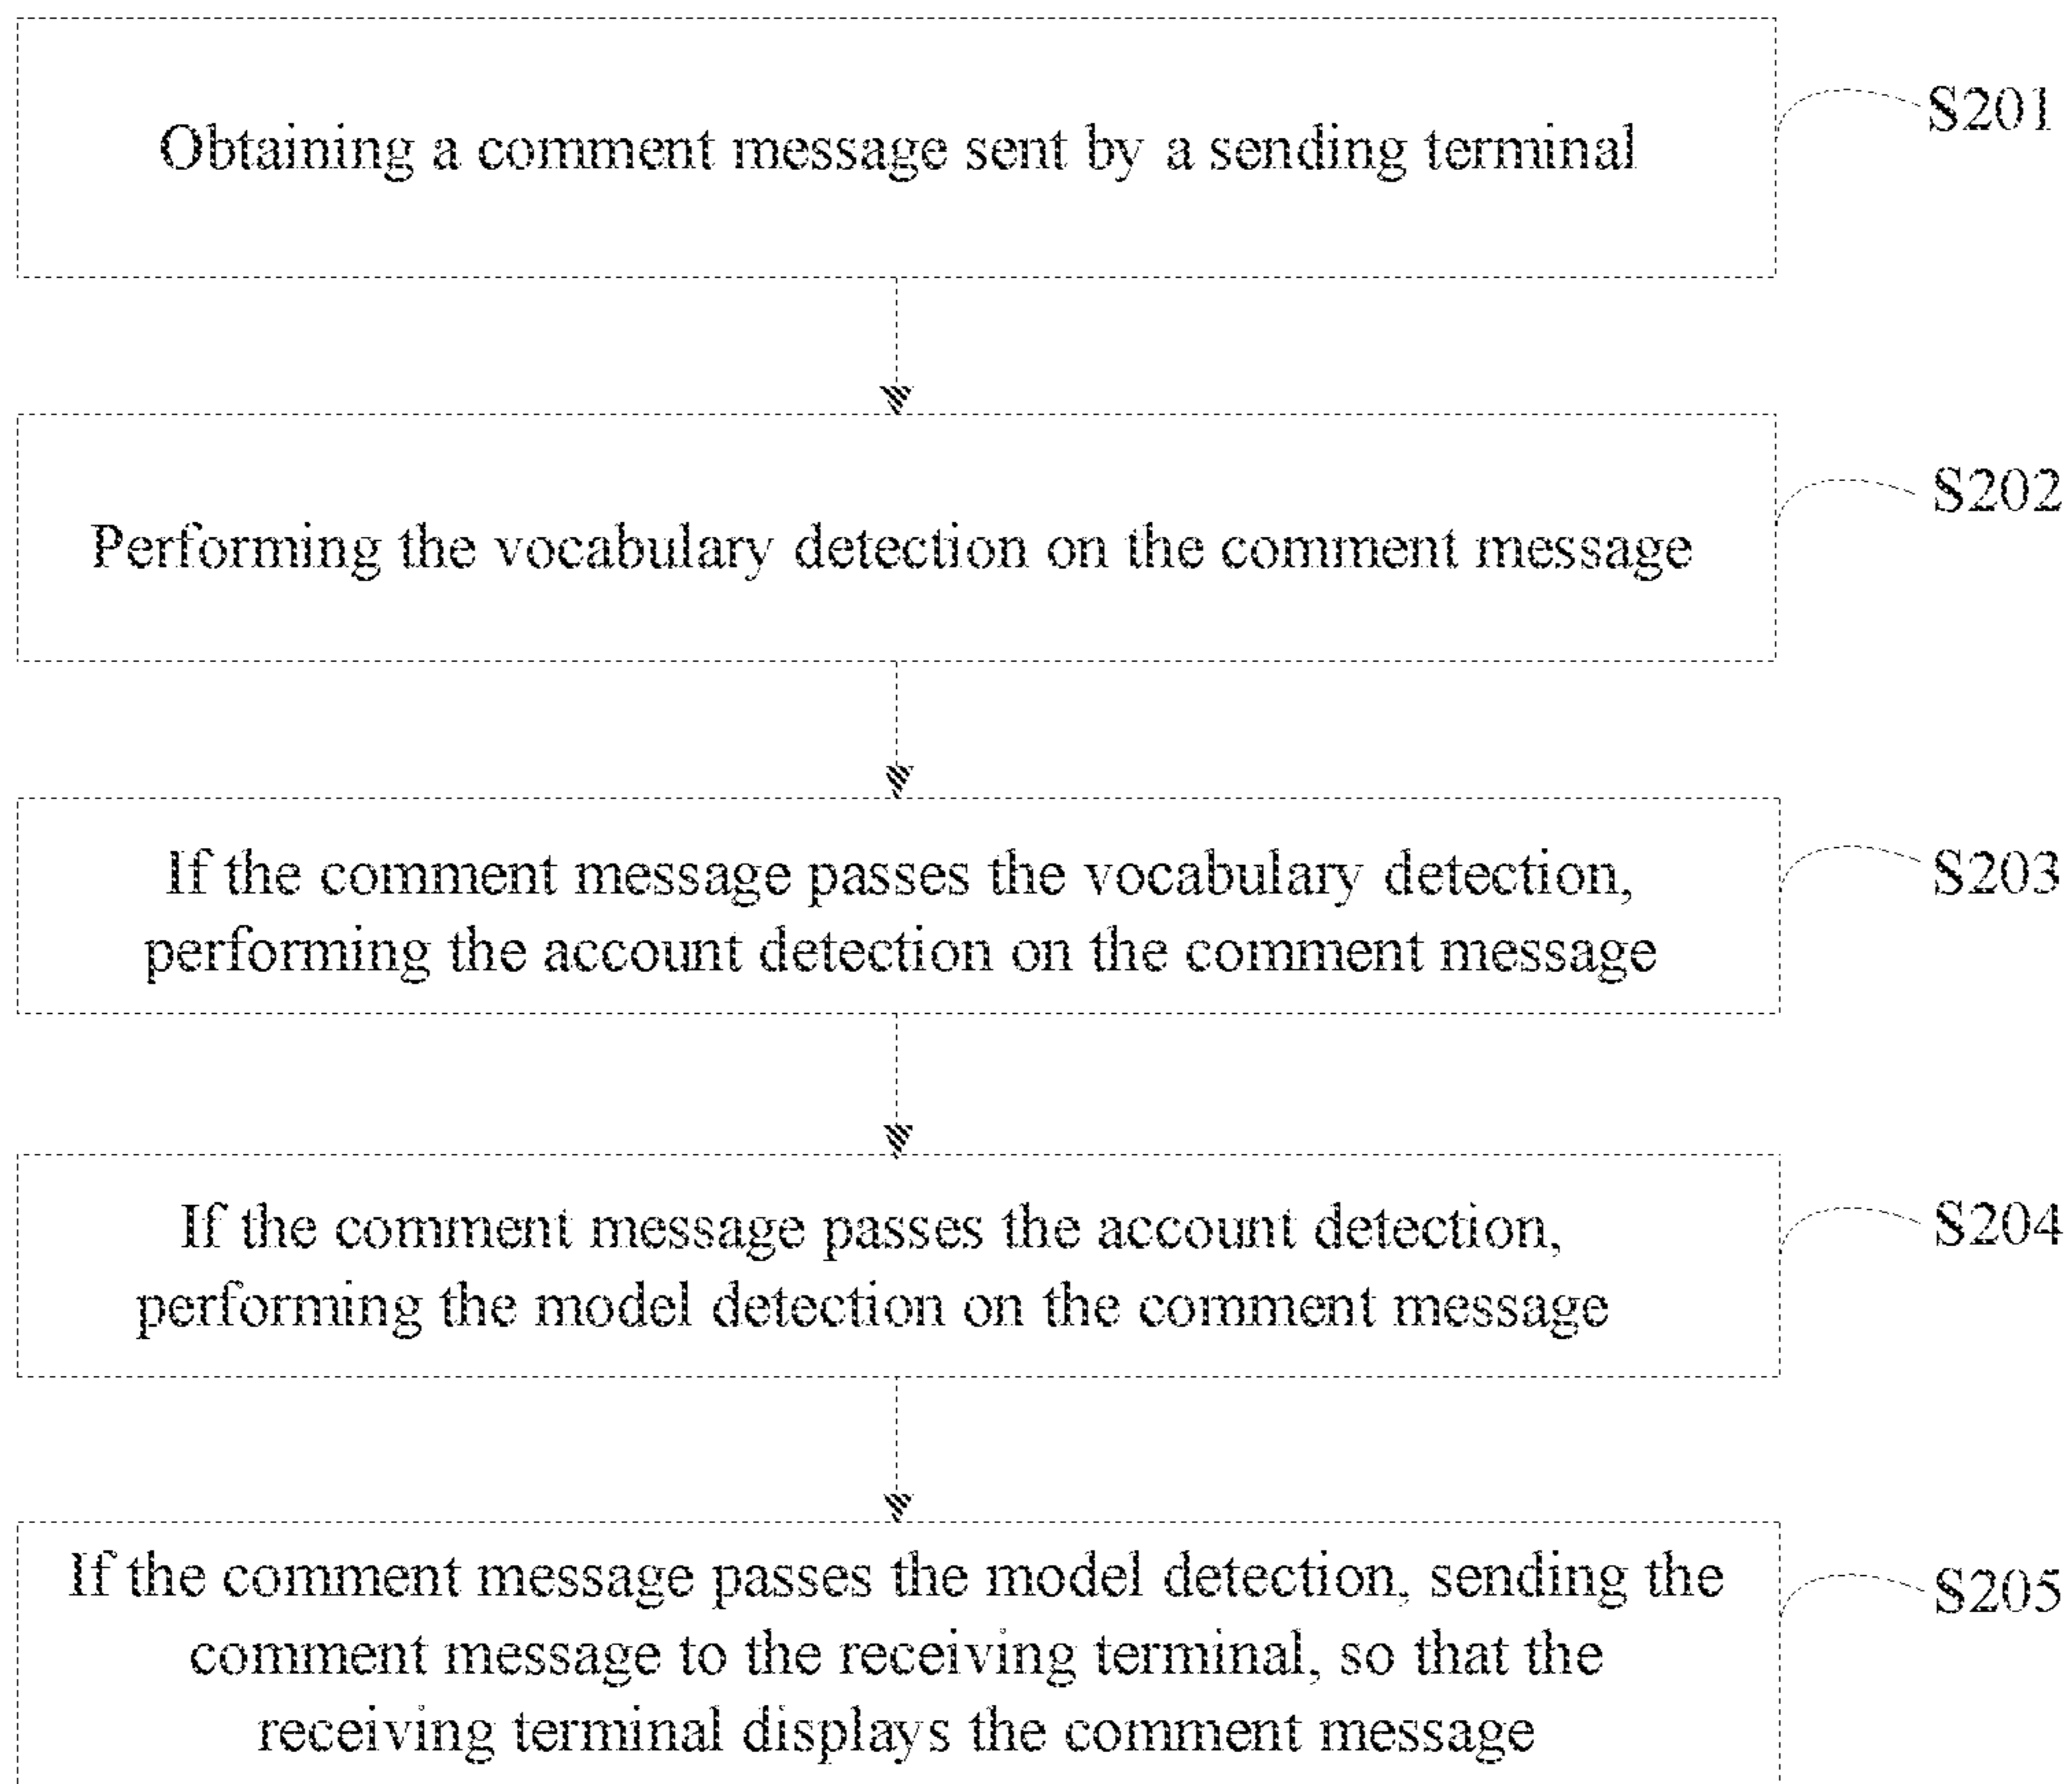 Obtaining a comment message sent by a sending terminal
S201
Performing the vocabulary detection on the comment message
S202
If the comment message passes the vocabulary detection,
performing the account detection on the comment message
S203
If the comment message passes the account detection,
performing the model detection on the comment message
S204
If the comment message passes the model detection, sending the
comment message to the receiving terminal, so that the
receiving terminal displays the comment message
S205